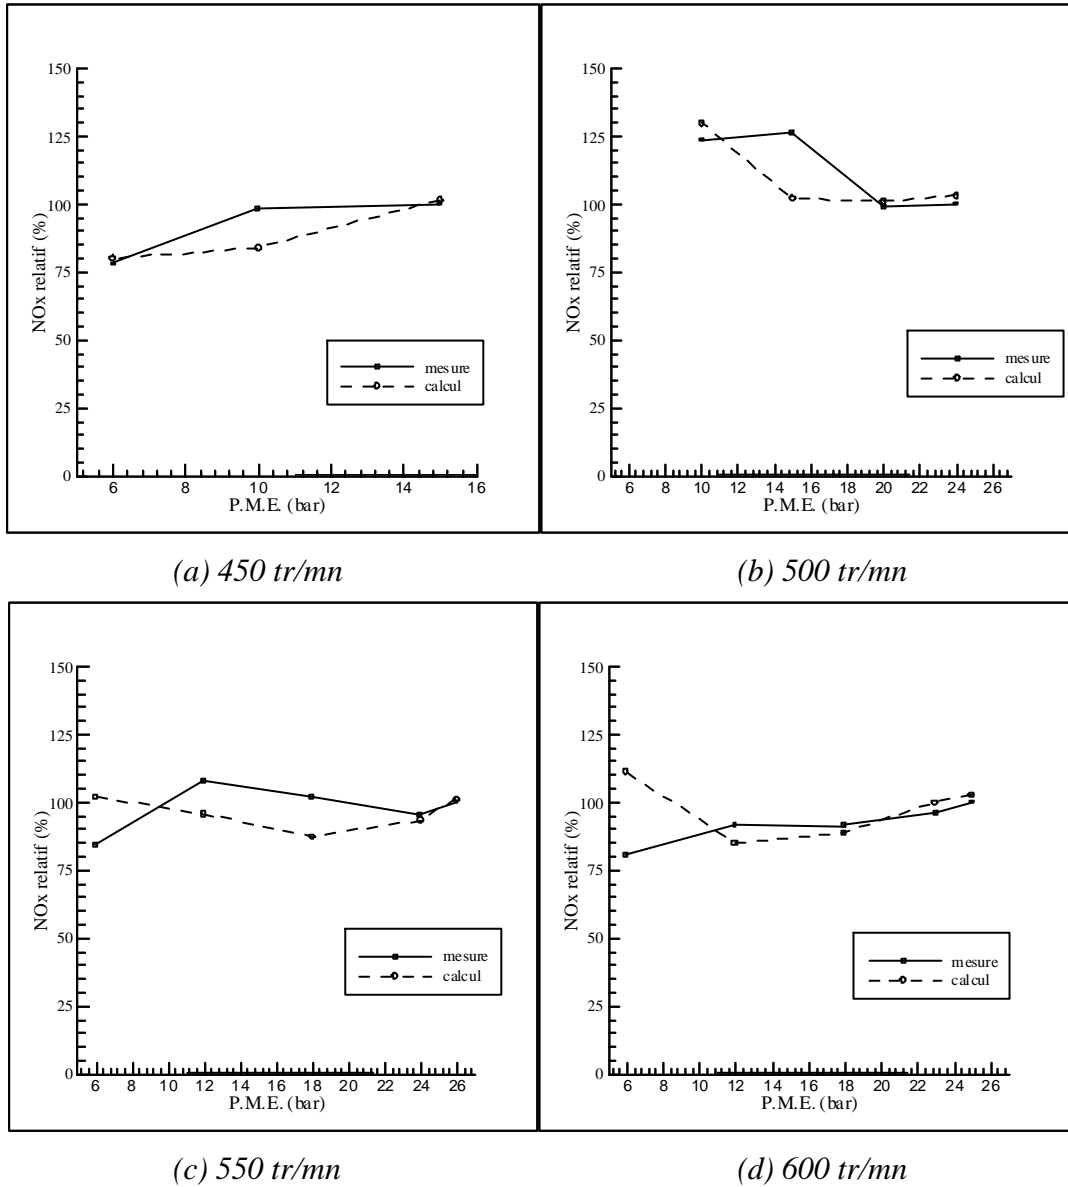 150
125
100
75
50
25
0
NOx relatif (%)
mesure
calcul
6 8 10 12 14 16
P.M.E. (bar)
(a) 450 tr/mn
150
125
100
75
50
25
0
NOx relatif (%)
mesure
calcul
6 8 10 12 14 16 18 20 22 24 26
P.M.E. (bar)
(b) 500 tr/mn
150
125
100
75
50
25
0
NOx relatif (%)
mesure
calcul
6 8 10 12 14 16 18 20 22 24 26
P.M.E. (bar)
(c) 550 tr/mn
150
125
100
75
50
25
0
NOx relatif (%)
mesure
calcul
6 8 10 12 14 16 18 20 22 24 26
P.M.E. (bar)
(d) 600 tr/mn